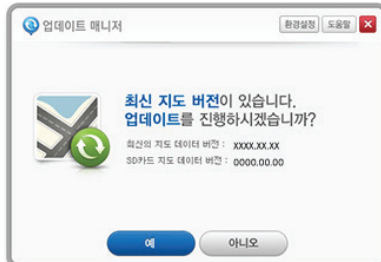 업데이트 매니저
환경설정 도움말
최신 지도 버전이 있습니다.
업데이트를 진행하시겠습니까?
최신의 지도 데이터 버전 : XXXX.XX.XX
SD카드 지도 데이터 버전 : 0000.00.00
예 아니오